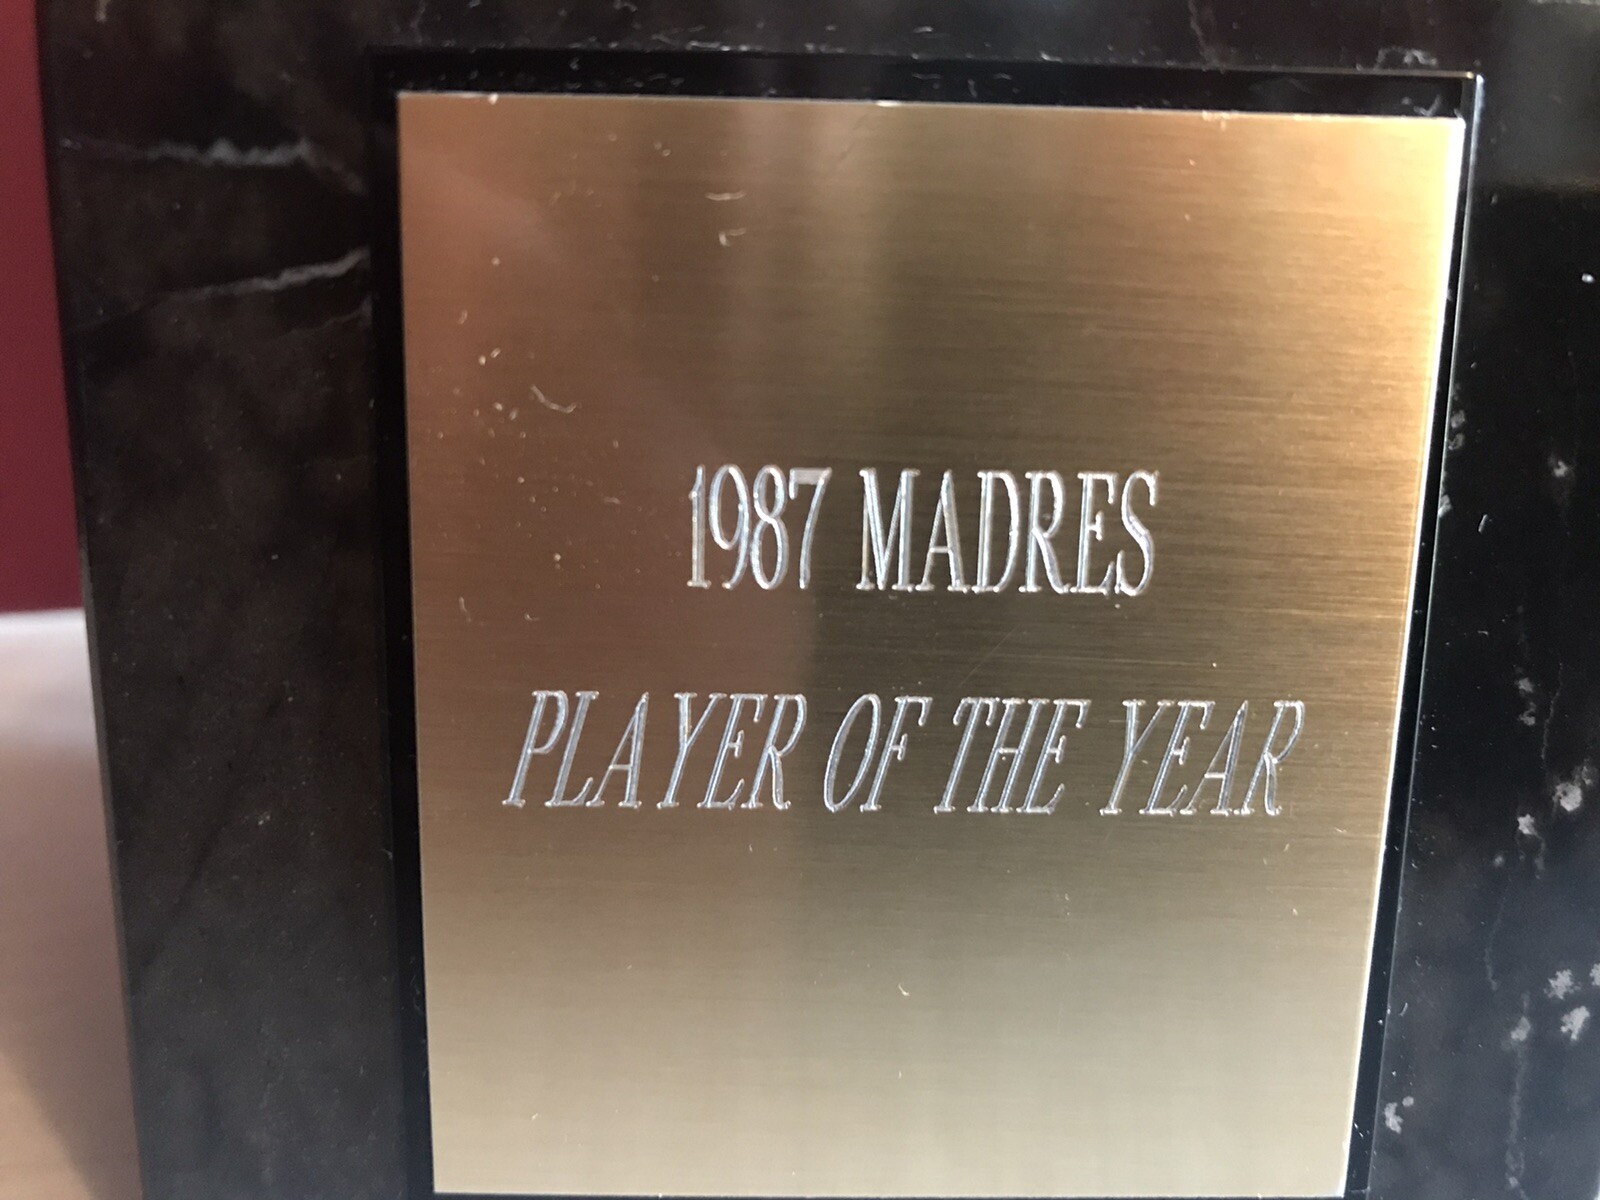 1987 MADRES
PLAYER OF THE YEAR